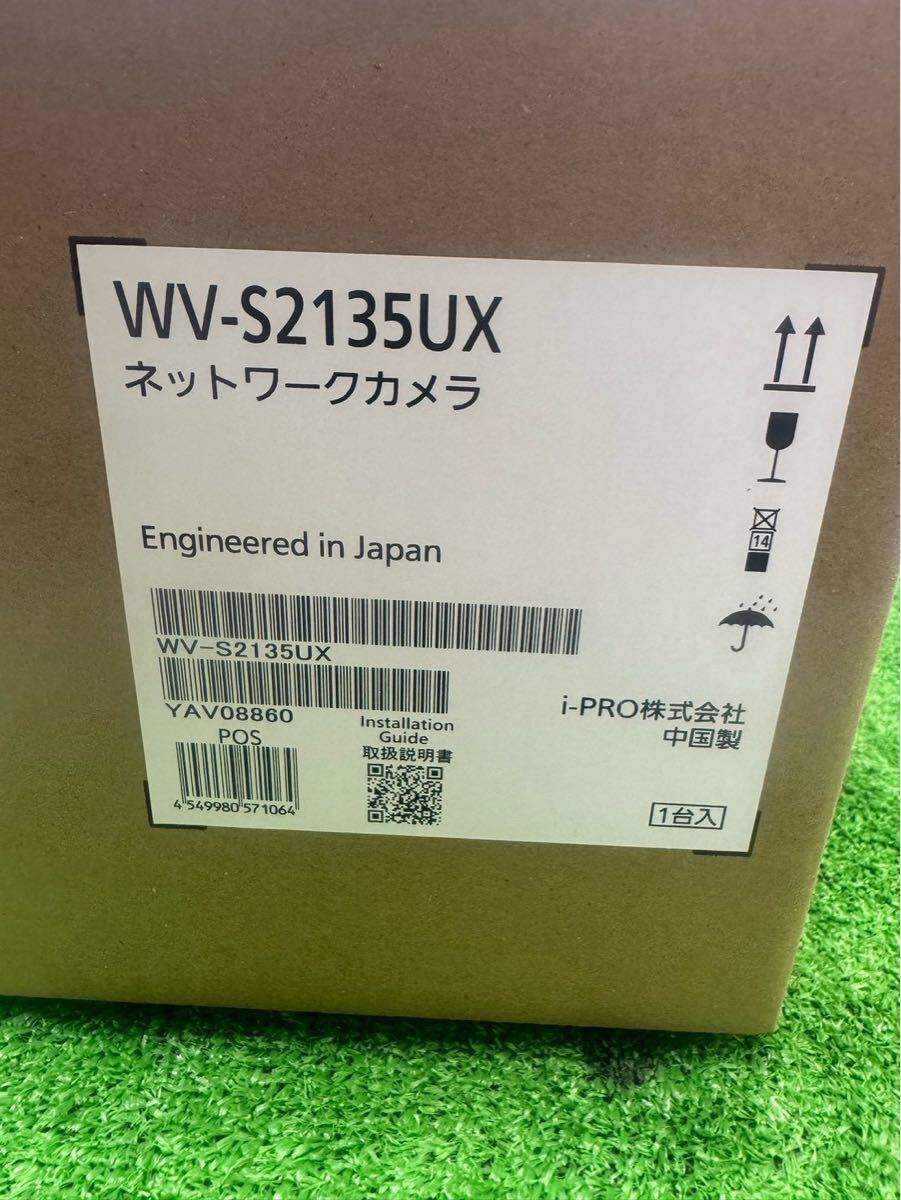 WV-S2135UX
ネットワークカメラ
14
Engineered in Japan
WV-S2135UX
YAV08860
POS
4 549980 571064
Installation
Guide
取扱説明書
i-PRO株式会社
中国製
1台入